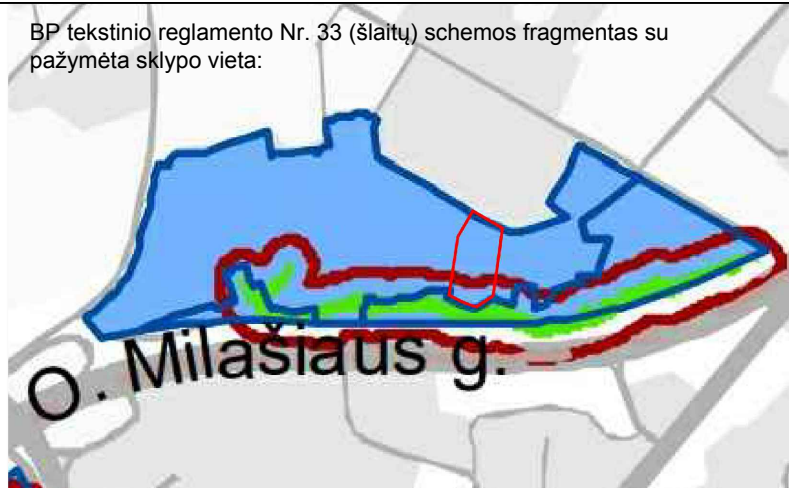 BP tekstinio reglamento Nr. 33 (šlaitų) schemos fragmentas su
pažymėta sklypo vieta:
O. Milašiaus g.